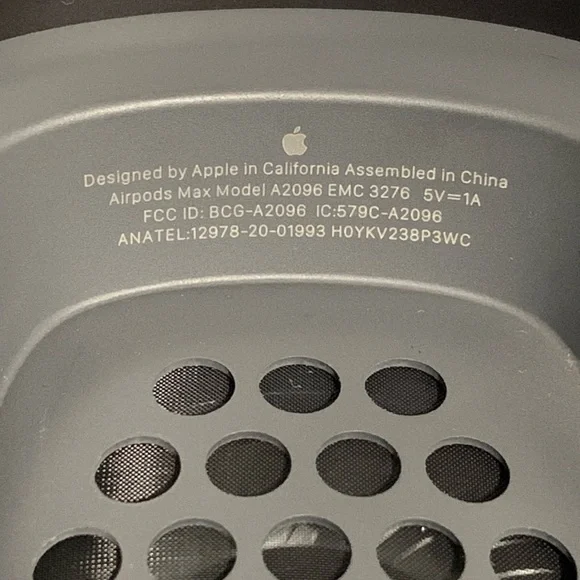 Designed by Apple in California Assembled in China
Airpods Max Model A2096 EMC 3276 5V⎓1A
FCC ID: BCG-A2096 IC:579C-A2096
ANATEL:12978-20-01993 H0YKV238P3WC